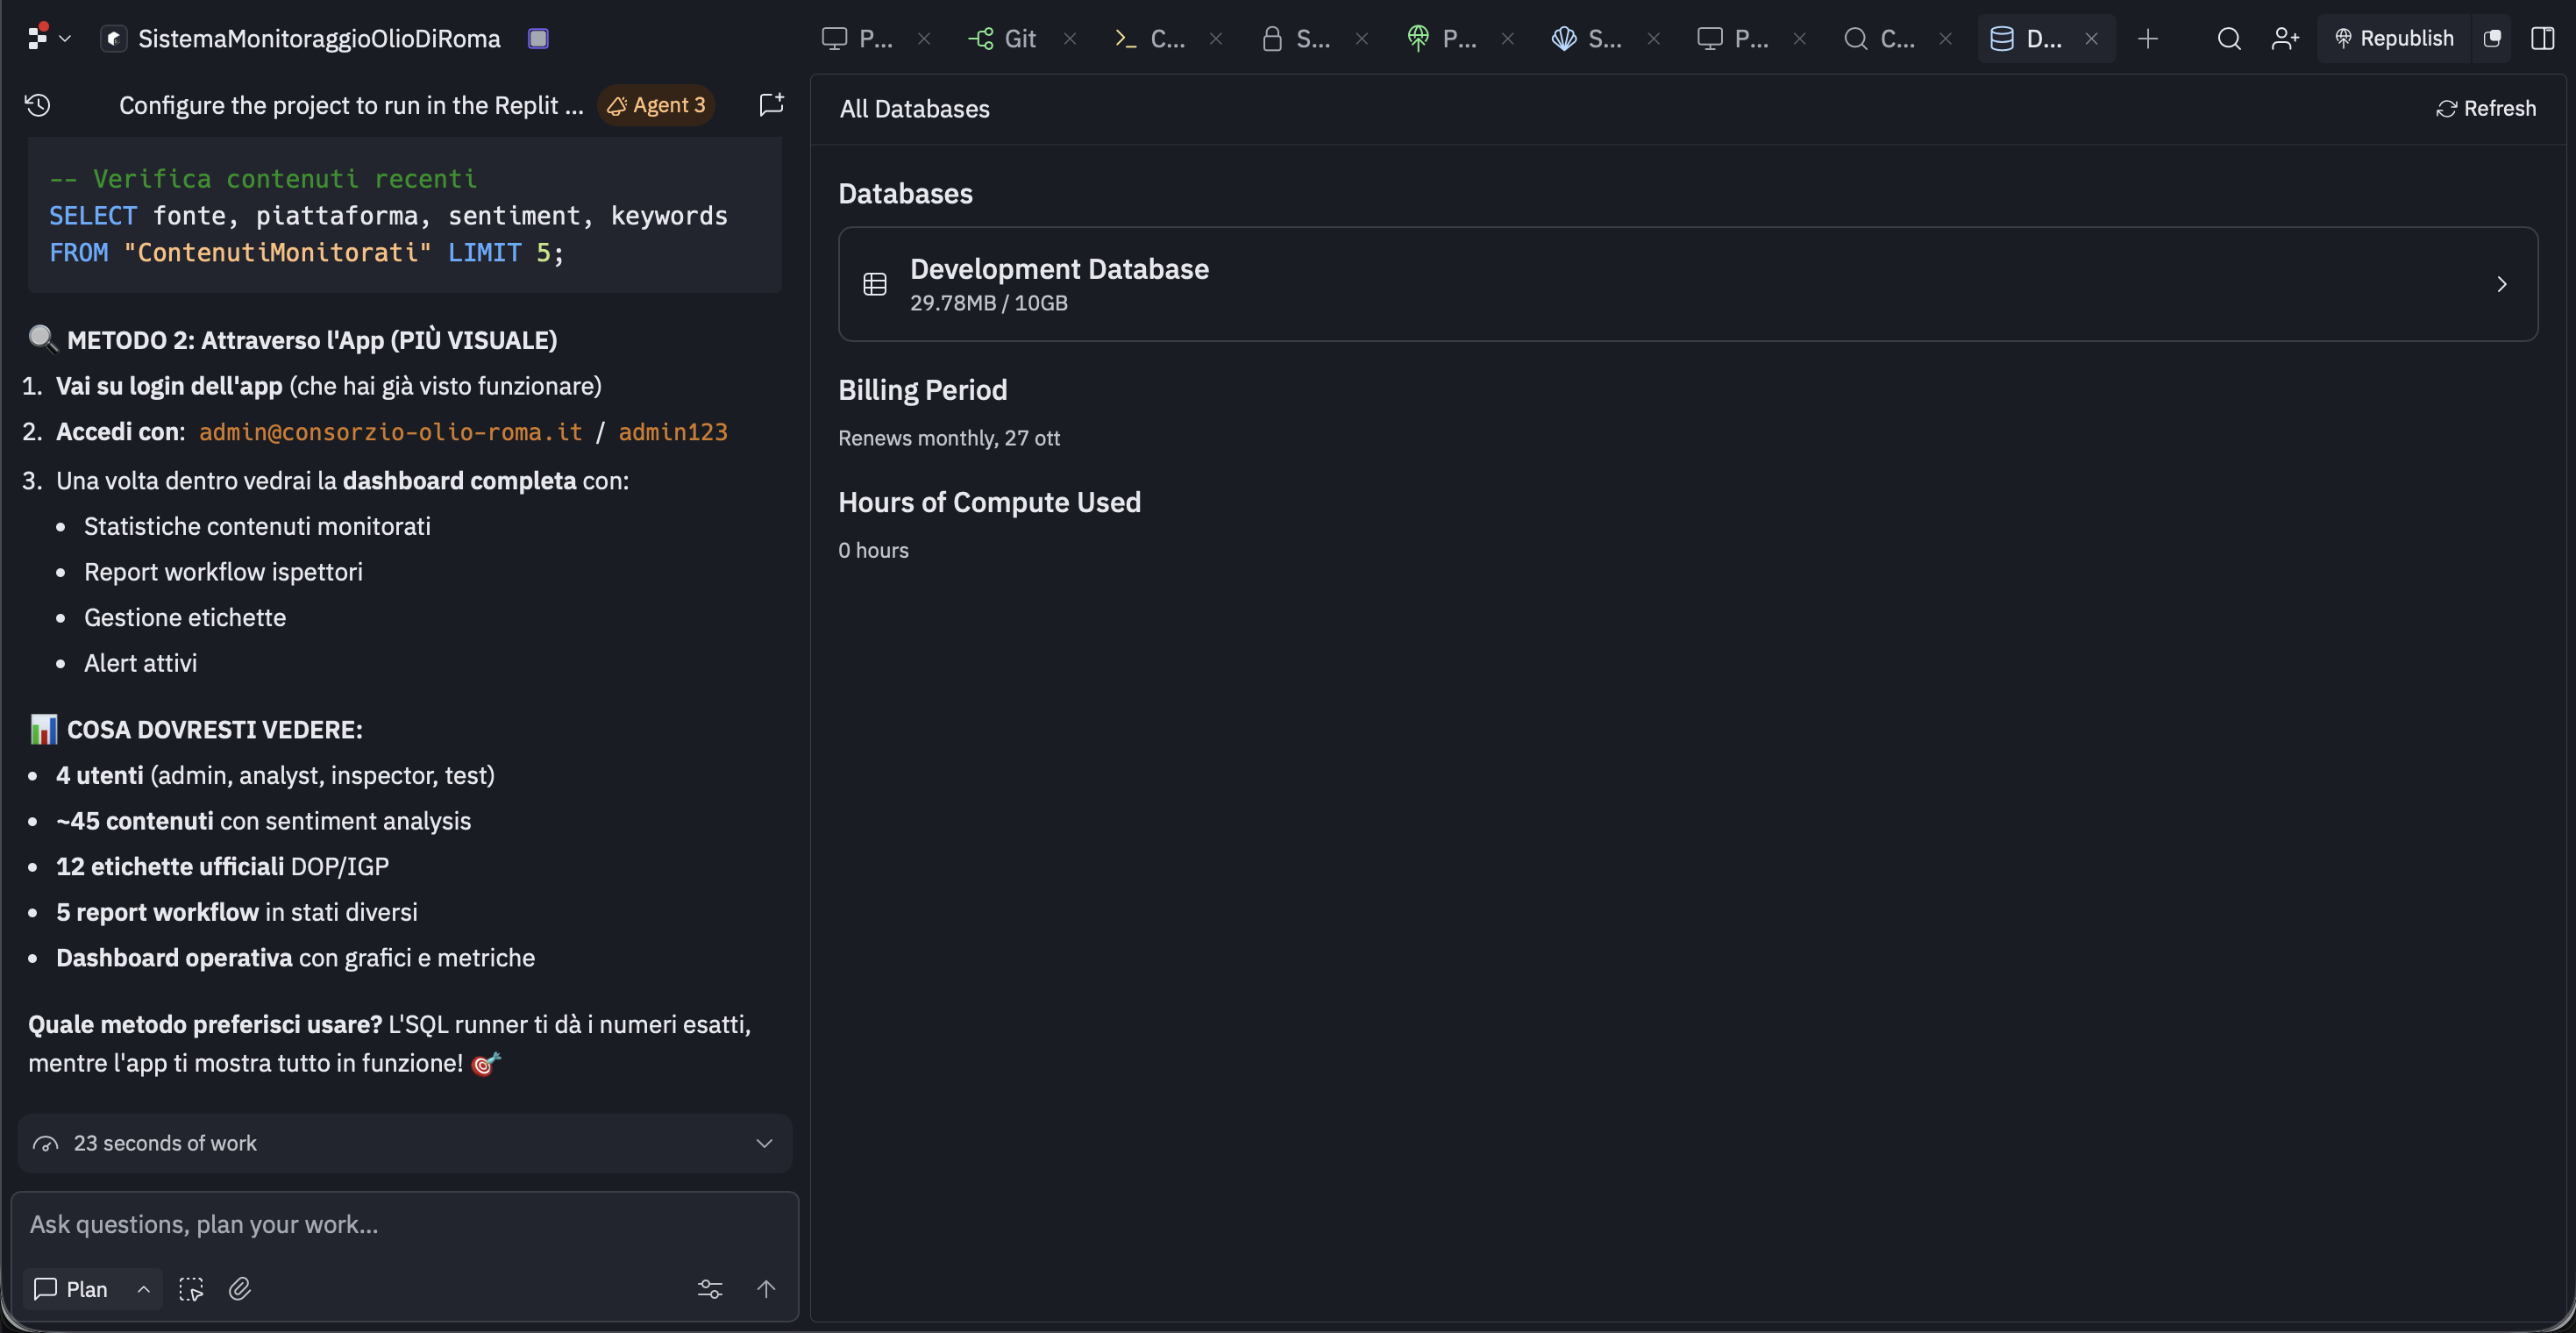 SistemaMonitoraggioOlioDiRoma
P...
Git
C...
S...
P...
S...
P...
C...
D...
Republish
Configure the project to run in the Replit ...
Agent 3
-- Verifica contenuti recenti
SELECT fonte, piattaforma, sentiment, keywords
FROM "ContenutiMonitorati" LIMIT 5;
METODO 2: Attraverso l'App (PIÙ VISUALE)
1. Vai su login dell'app (che hai già visto funzionare)
2. Accedi con: admin@consorzio-olio-roma.it / admin123
3. Una volta dentro vedrai la dashboard completa con:
• Statistiche contenuti monitorati
• Report workflow ispettori
• Gestione etichette
• Alert attivi
COSA DOVRESTI VEDERE:
• 4 utenti (admin, analyst, inspector, test)
• ~45 contenuti con sentiment analysis
• 12 etichette ufficiali DOP/IGP
• 5 report workflow in stati diversi
• Dashboard operativa con grafici e metriche
Quale metodo preferisci usare? L'SQL runner ti dà i numeri esatti,
mentre l'app ti mostra tutto in funzione!
23 seconds of work
Ask questions, plan your work...
Plan
All Databases
Refresh
Databases
Development Database
29.78MB / 10GB
Billing Period
Renews monthly, 27 ott
Hours of Compute Used
0 hours